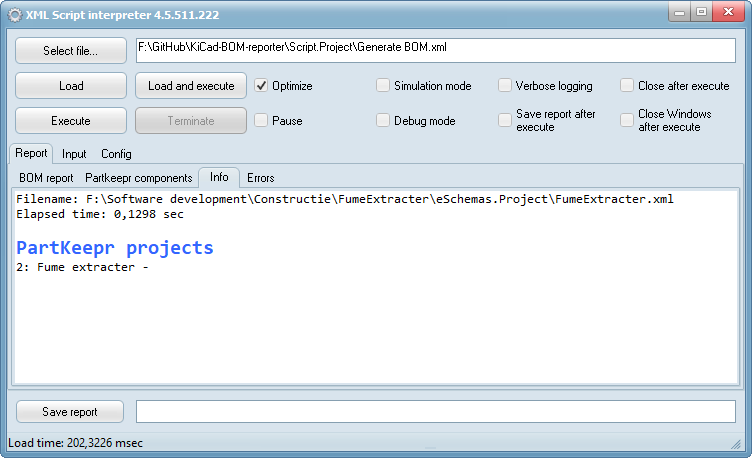 XML Script interpreter 4.5.511.222
Select file...
F:\GitHub\KiCad-BOM-reporter\Script.Project\Generate BOM.xml
Load
Load and execute
Optimize
Simulation mode
Verbose logging
Close after execute
Execute
Terminate
Pause
Debug mode
Save report after
execute
Close Windows
after execute
Report
Input
Config
BOM report
Partkeepr components
Info
Errors
Filename: F:\Software development\Constructie\FumeExtracter\eSchemas.Project\FumeExtracter.xml
Elapsed time: 0,1298 sec
PartKeepr projects
2: Fume extracter -
Save report
Load time: 202,3226 msec